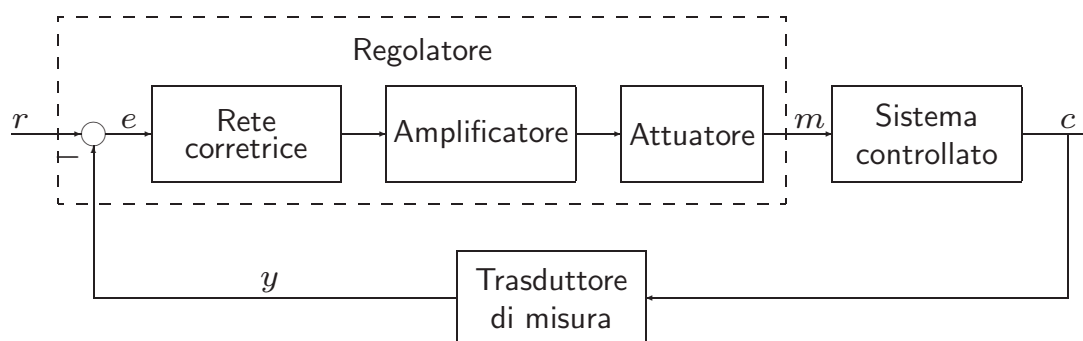 Regolatore
r
e
Rete
corretrice
Amplificatore
Attuatore
m
Sistema
controllato
c
−
y
Trasduttore
di misura